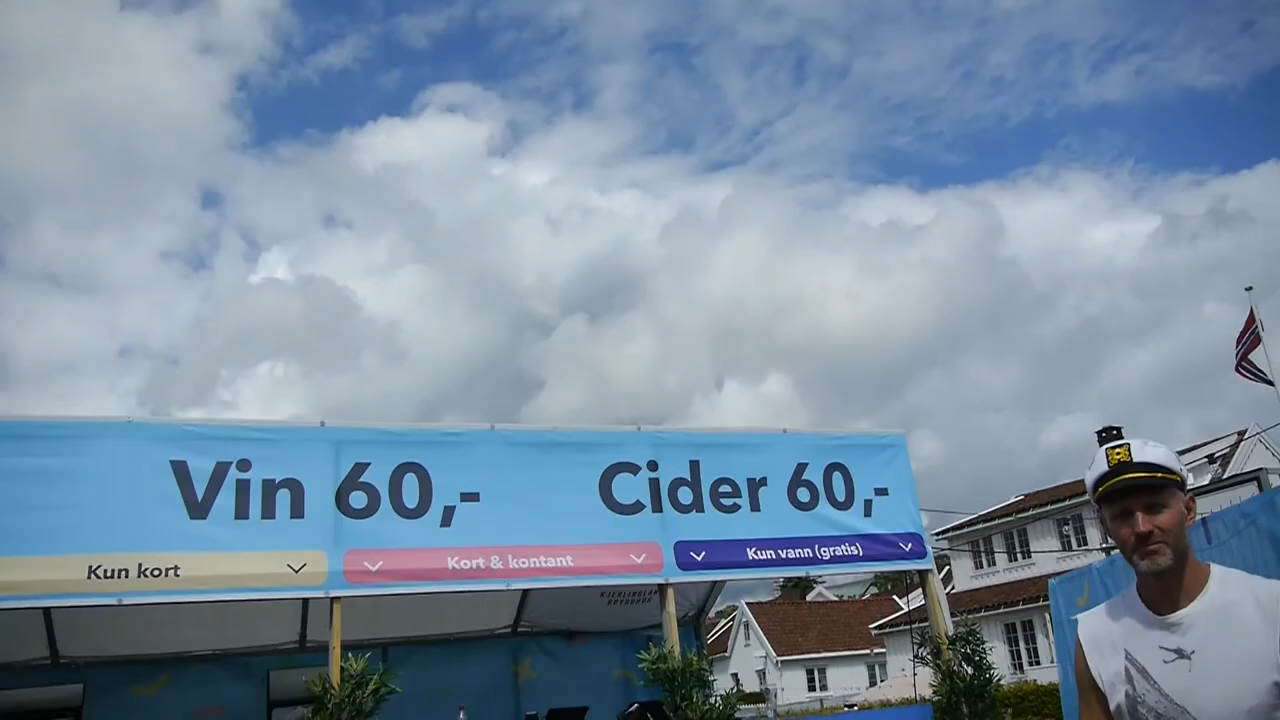 Vin 60,- Cider 60,-
Kun kort Kort & kontant Kun vann (gratis)